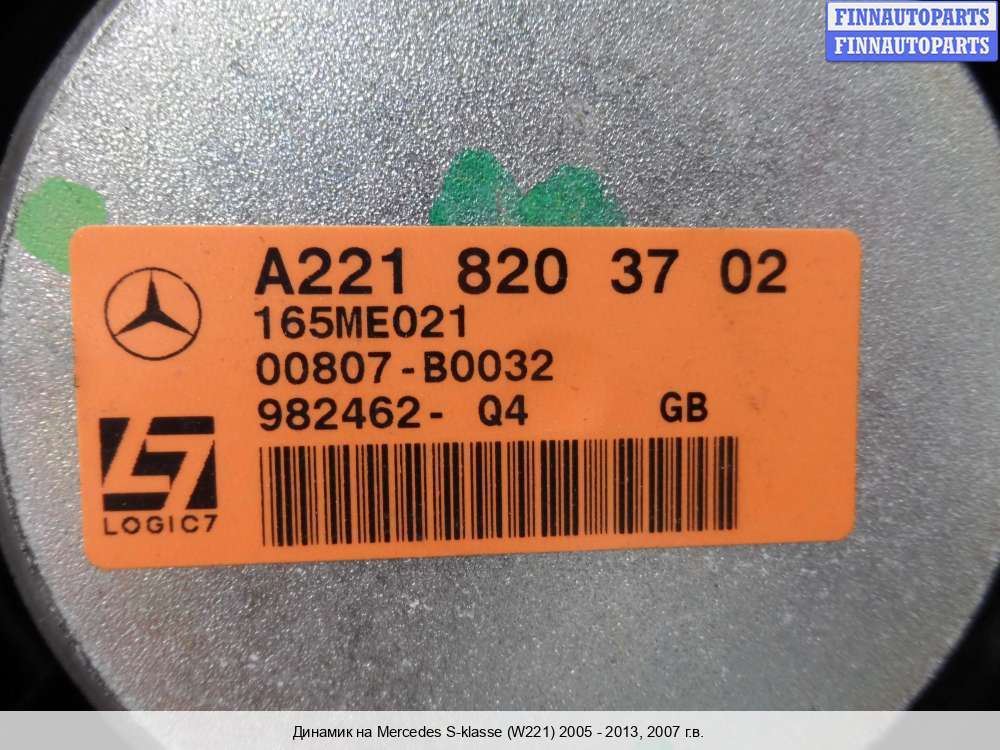 FINNAUTOPARTS
FINNAUTOPARTS
A221 820 37 02
165ME021
00807-B0032
982462- Q4 GB
LOGIC7
Динамик на Mercedes S-klasse (W221) 2005 - 2013, 2007 г.в.